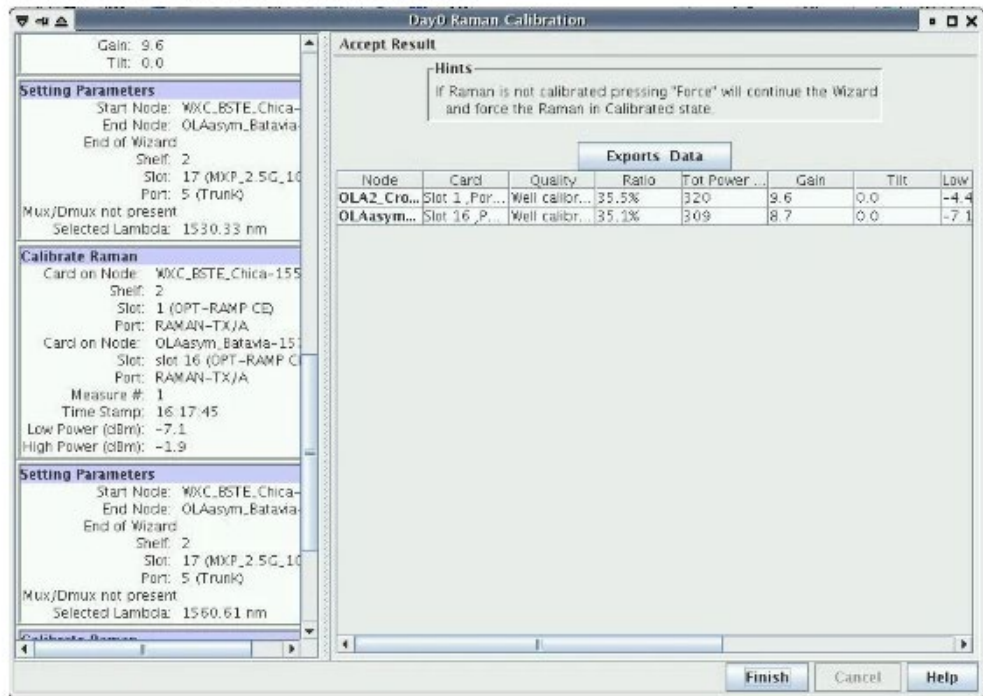 Day0 Raman Calibration
Gain: 9.6
Tilt: 0.0
Setting Parameters
Start Node: WXC_BSTE_Chica-
End Node: OLAasym_Batavia-
End of Wizard
Shelf: 2
Slot: 17 (MXP_2.5G_10
Port: 5 (Trunk)
Mux/Dmux not present
Selected Lambda: 1530.33 nm
Calibrate Raman
Card on Node: WXC_BSTE_Chica-155
Shelf: 2
Slot: 1 (OPT-RAMP CE)
Port: RAMAN-TX/A
Card on Node: OLAasym_Batavia-15
Slot: slot 16 (OPT-RAMP C
Port: RAMAN-TX/A
Measure #: 1
Time Stamp: 16:17:45
Low Power (dBm): -7.1
High Power (dBm): -1.9
Setting Parameters
Start Node: WXC_BSTE_Chica-
End Node: OLAasym_Batavia-
End of Wizard
Shelf: 2
Slot: 17 (MXP_2.5G_10
Port: 5 (Trunk)
Mux/Dmux not present
Selected Lambda: 1560.61 nm
Calibrate Raman
Accept Result
Hints
If Raman is not calibrated pressing "Force" will continue the Wizard
and force the Raman in Calibrated state.
Exports Data
Node Card Quality Ratio Tot Power ... Gain Tilt Low
OLA2_Cro... Slot 1 ,Por... Well calibr... 35.5% 320 9.6 0.0 -4.4
OLAasym... Slot 16 ,P... Well calibr... 35.1% 309 8.7 0.0 -7.1
Finish Cancel Help